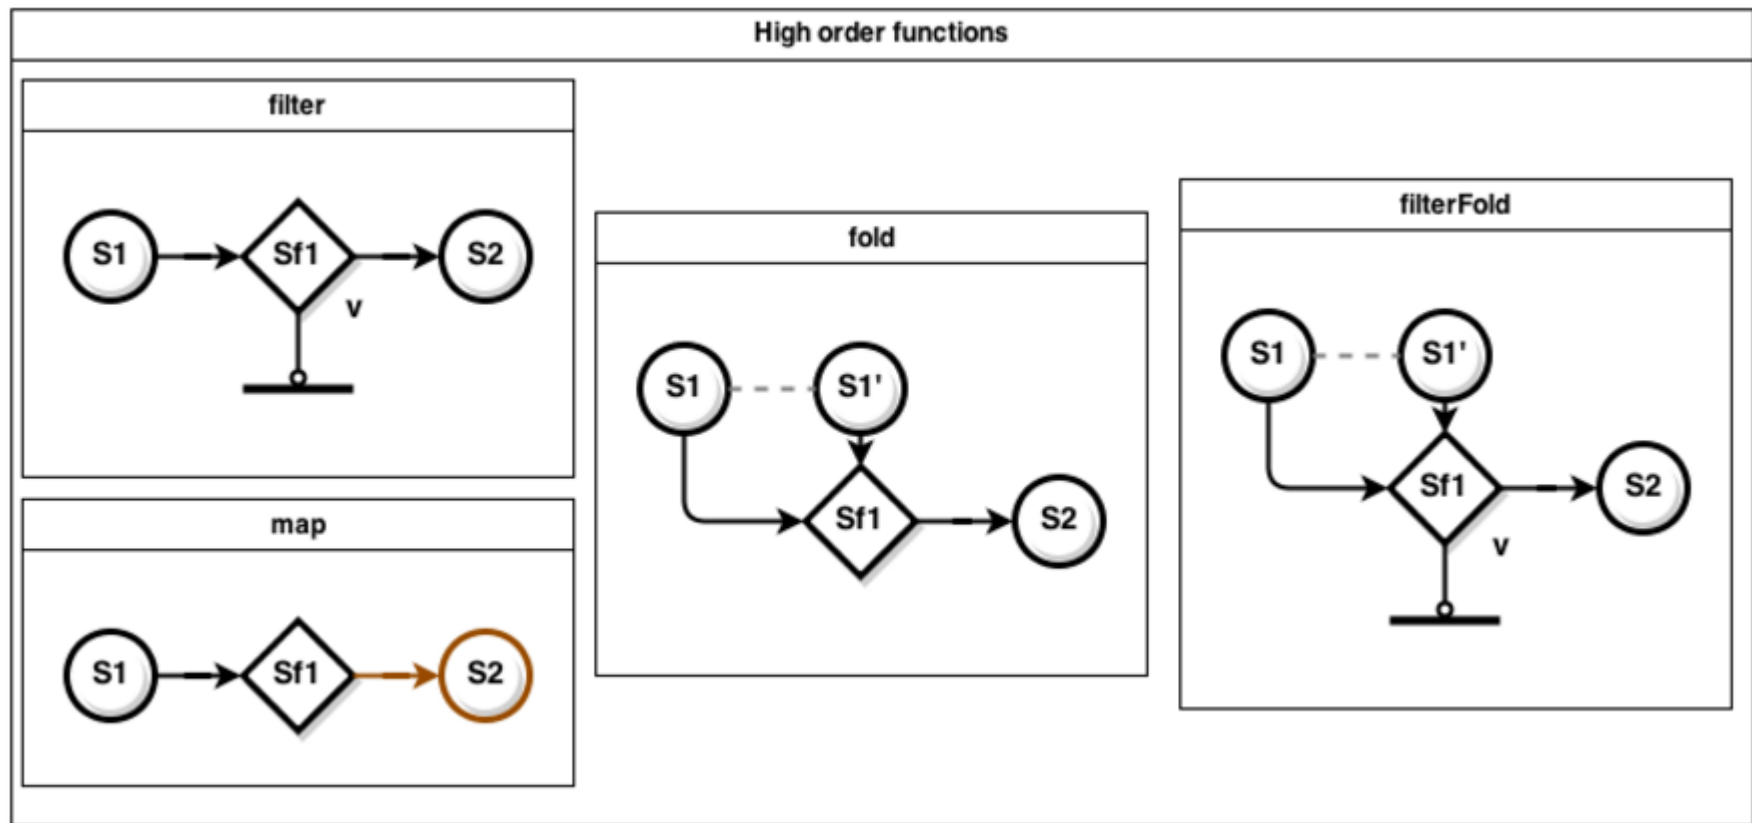 High order functions
filter
S1
Sf1
S2
v
map
S1
Sf1
S2
fold
S1
S1'
Sf1
S2
filterFold
S1
S1'
Sf1
S2
v